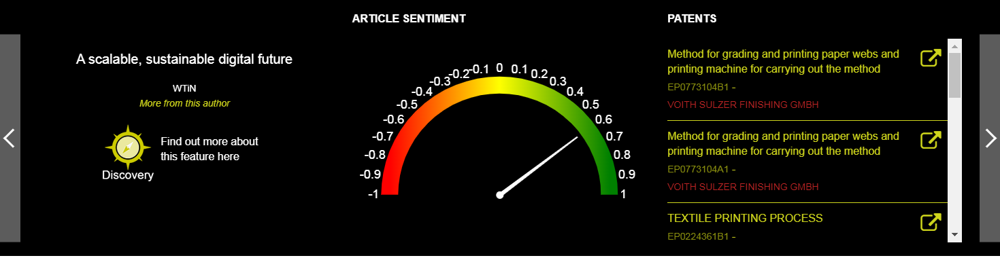 A scalable, sustainable digital future
WTiN
More from this author
Discovery
Find out more about
this feature here
ARTICLE SENTIMENT
-1
-0.9
-0.8
-0.7
-0.6
-0.5
-0.4
-0.3
-0.2
-0.1
0
0.1
0.2
0.3
0.4
0.5
0.6
0.7
0.8
0.9
1
PATENTS
Method for grading and printing paper webs and
printing machine for carrying out the method
EP0773104B1 –
VOITH SULZER FINISHING GMBH
Method for grading and printing paper webs and
printing machine for carrying out the method
EP0773104A1 –
VOITH SULZER FINISHING GMBH
TEXTILE PRINTING PROCESS
EP0224361B1 –